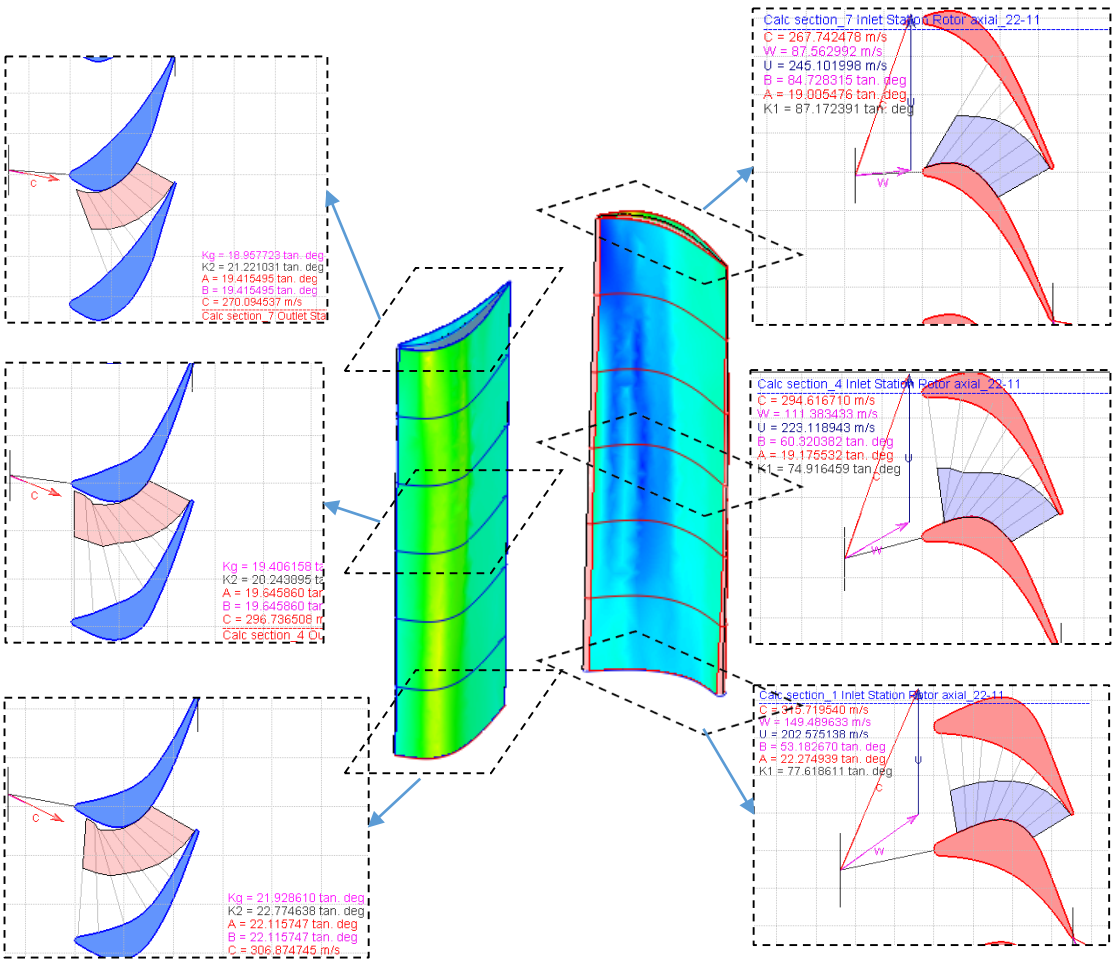 Calc section_7 Inlet Station Rotor axial_22-11
C = 267.742478 m/s
W = 87.562992 m/s
U = 245.101998 m/s
B = 84.728315 tan. deg
A = 19.005476 tan. deg
K1 = 87.172391 tan. deg
C
U
W
C
Kg = 18.957723 tan. deg
K2 = 21.221031 tan. deg
A = 19.415495 tan. deg
B = 19.415495 tan. deg
C = 270.094537 m/s
Calc section_7 Outlet Sta
Calc section_4 Inlet Station Rotor axial_22-11
C = 294.616710 m/s
W = 111.383433 m/s
U = 223.118943 m/s
B = 60.320382 tan. deg
A = 19.175532 tan. deg
K1 = 74.916459 tan. deg
C
U
W
C
Kg = 19.406158 ta
K2 = 20.243895 ta
A = 19.645860 tan
B = 19.645860 tan
C = 296.736508 m
Calc section_4 Ou
Calc section_1 Inlet Station Rotor axial_22-11
C = 315.719540 m/s
W = 149.489633 m/s
U = 202.575138 m/s
B = 53.182670 tan. deg
A = 22.274939 tan. deg
K1 = 77.618611 tan. deg
C
U
W
C
Kg = 21.928610 tan. deg
K2 = 22.774638 tan. deg
A = 22.115747 tan. deg
B = 22.115747 tan. deg
C = 306.874745 m/s